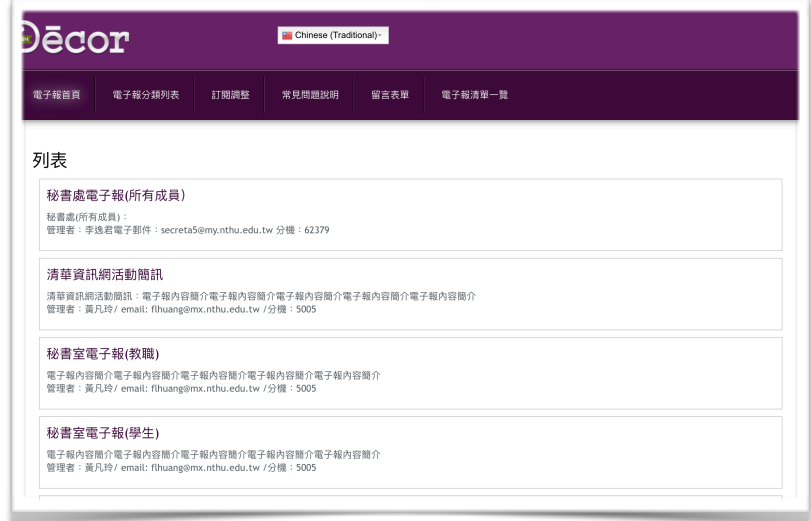 Dēcor
Chinese (Traditional)
電子報首頁 電子報分類列表 訂閱調整 常見問題說明 留言表單 電子報清單一覽
列表
秘書處電子報(所有成員)
秘書處(所有成員)：
管理者：李逸君電子郵件：secreta5@my.nthu.edu.tw 分機：62379
清華資訊網活動簡訊
清華資訊網活動簡訊：電子報內容簡介電子報內容簡介電子報內容簡介電子報內容簡介電子報內容簡介
管理者：黃凡玲/ email: flhuang@mx.nthu.edu.tw /分機：5005
秘書室電子報(教職)
電子報內容簡介電子報內容簡介電子報內容簡介電子報內容簡介電子報內容簡介
管理者：黃凡玲/ email: flhuang@mx.nthu.edu.tw /分機：5005
秘書室電子報(學生)
電子報內容簡介電子報內容簡介電子報內容簡介電子報內容簡介電子報內容簡介
管理者：黃凡玲/ email: flhuang@mx.nthu.edu.tw /分機：5005